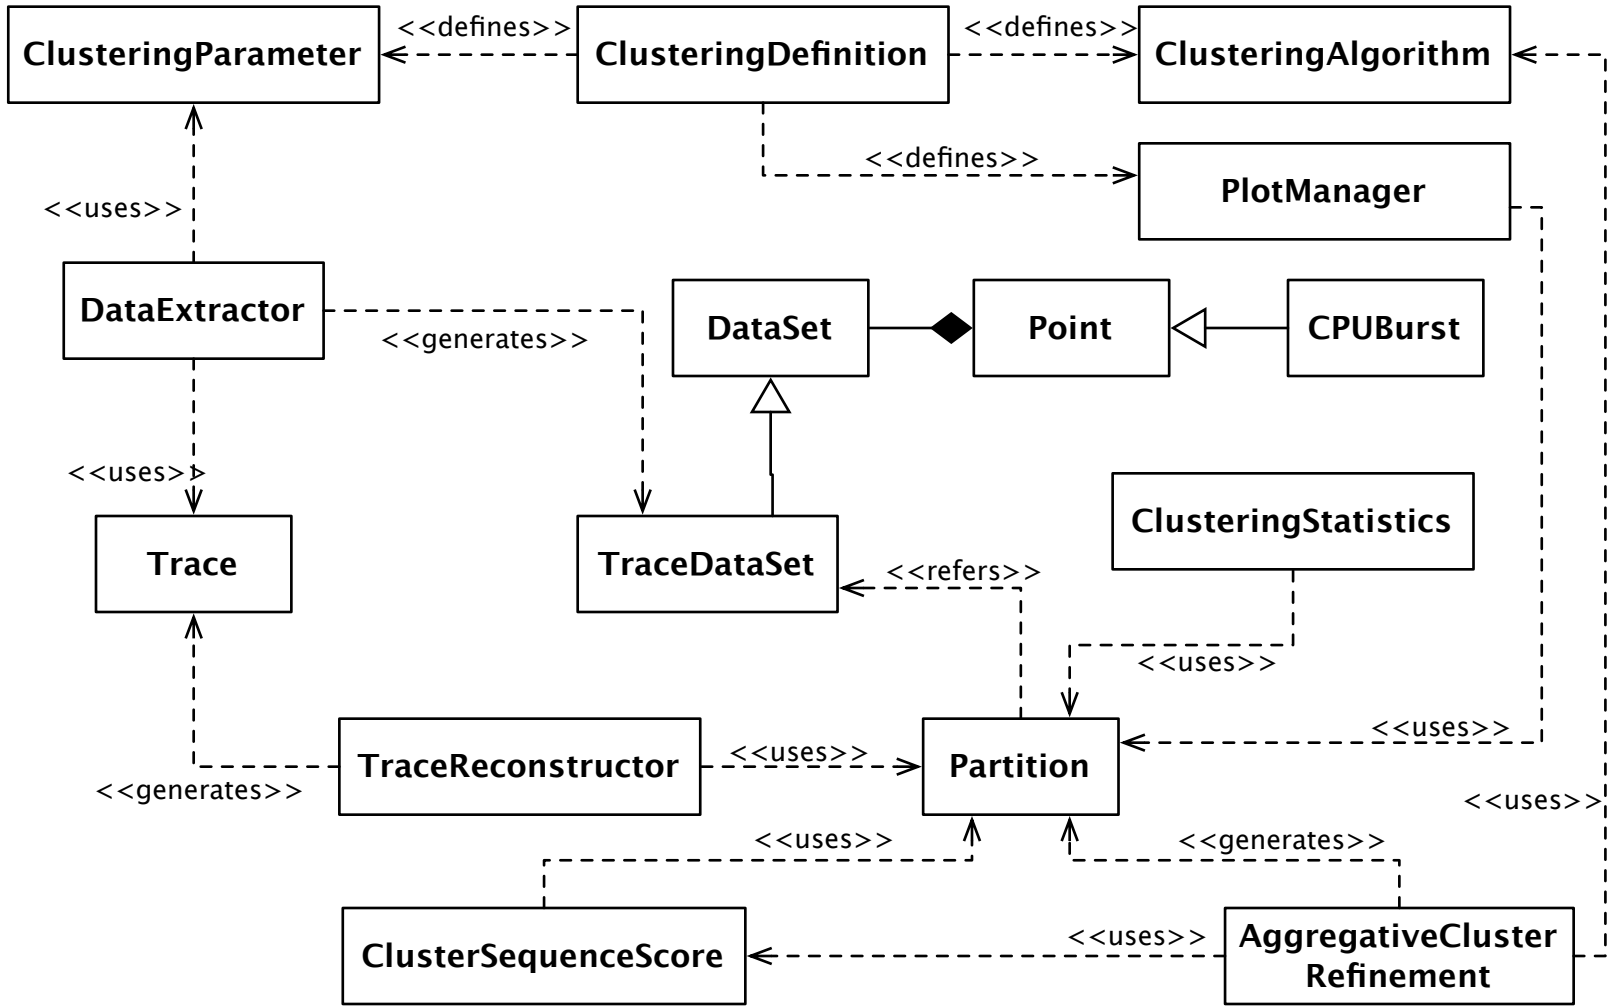 <<defines>>
<<defines>>
ClusteringParameter
ClusteringDefinition
ClusteringAlgorithm
<<defines>>
PlotManager
<<uses>>
DataExtractor
<<generates>>
DataSet
Point
CPUBurst
<<uses>>
ClusteringStatistics
Trace
TraceDataSet
<<refers>>
<<uses>>
<<uses>>
TraceReconstructor
<<uses>>
Partition
<<generates>>
<<uses>>
<<uses>>
<<generates>>
ClusterSequenceScore
<<uses>>
AggregativeCluster
Refinement